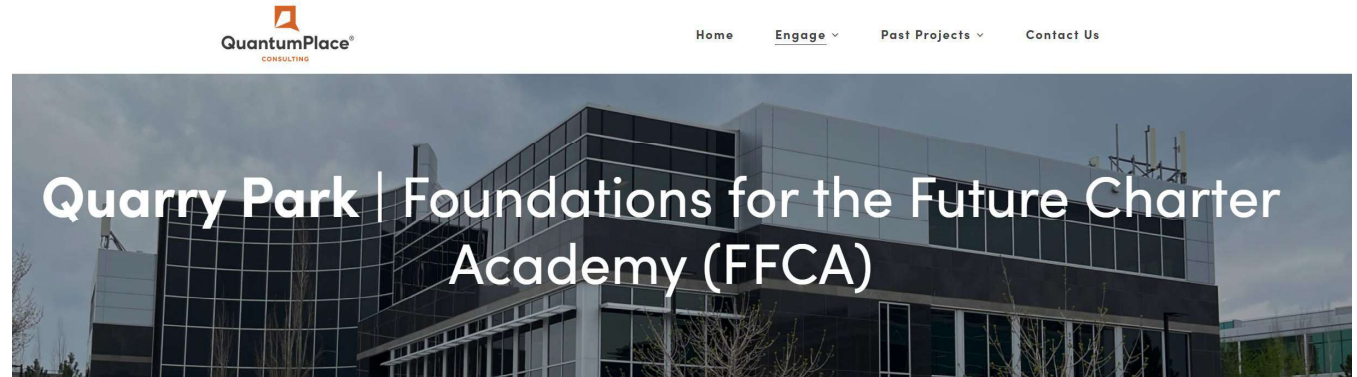 QuantumPlace®
CONSULTING
Home Engage Past Projects Contact Us
Quarry Park | Foundations for the Future Charter
Academy (FFCA)